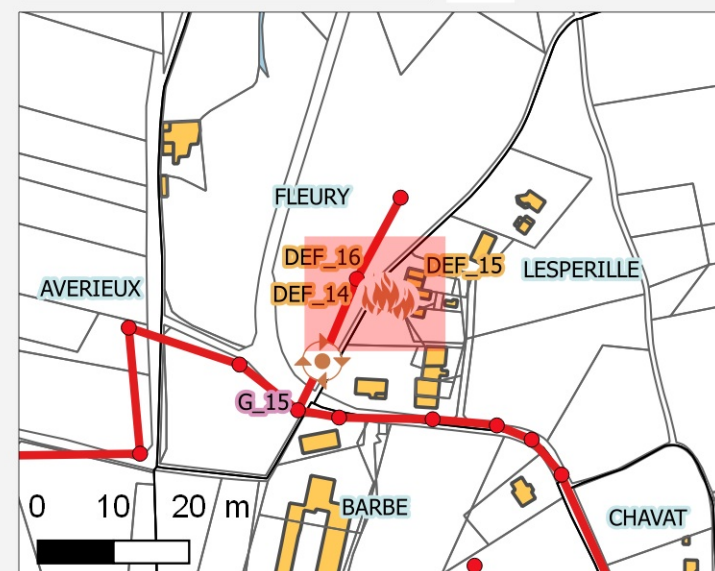 FLEURY
DEF_16
DEF_15
LESPERILLE
AVERIEUX
DEF_14
G_15
0 10 20 m
BARBE
CHAVAT